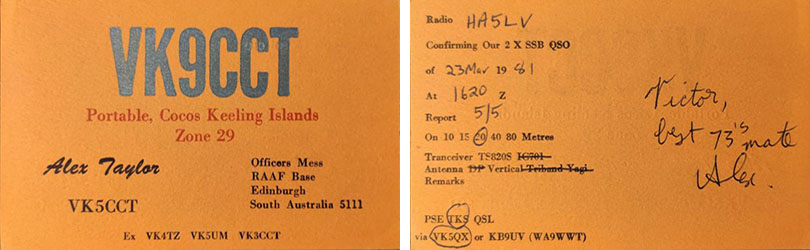 VK9CCT
Portable, Cocos Keeling Islands
Zone 29
Alex Taylor
VK5CCT
Officers Mess
RAAF Base
Edinburgh
South Australia 5111
Ex VK4TZ VK5UM VK3CCT
Radio HA5LV
Confirming Our 2 X SSB QSO
of 23 Mar 1981
At 1620 Z
Report 5/5
On 10 15 20 40 80 Metres
Tranceiver TS820S IC701
Antenna DP Vertical Triband Yagi
Remarks
PSE TKS QSL
via VK5QX or KB9UV (WA9WWT)
Victor,
best 73's mate
Alex.